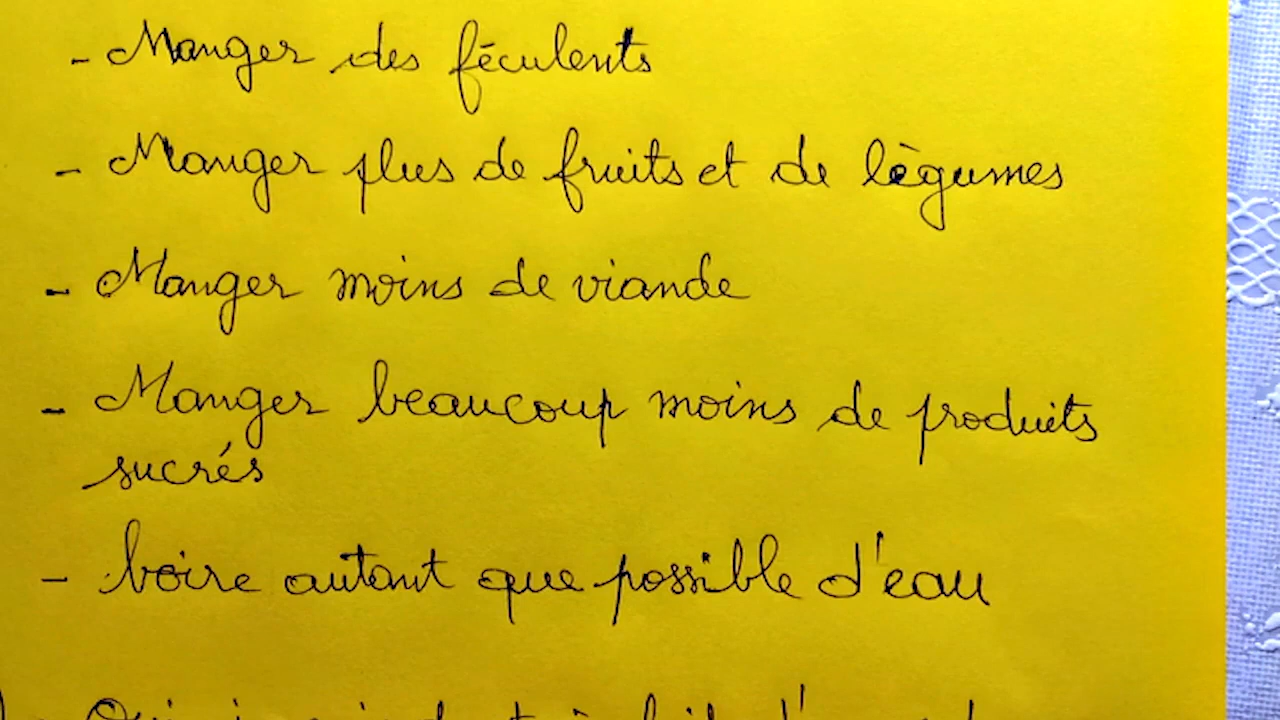 - Manger des féculents
- Manger plus de fruits et de lègumes
- Manger moins de viande
- Manger beaucoup moins de produits
sucrés
- boire autant que possible d'eau